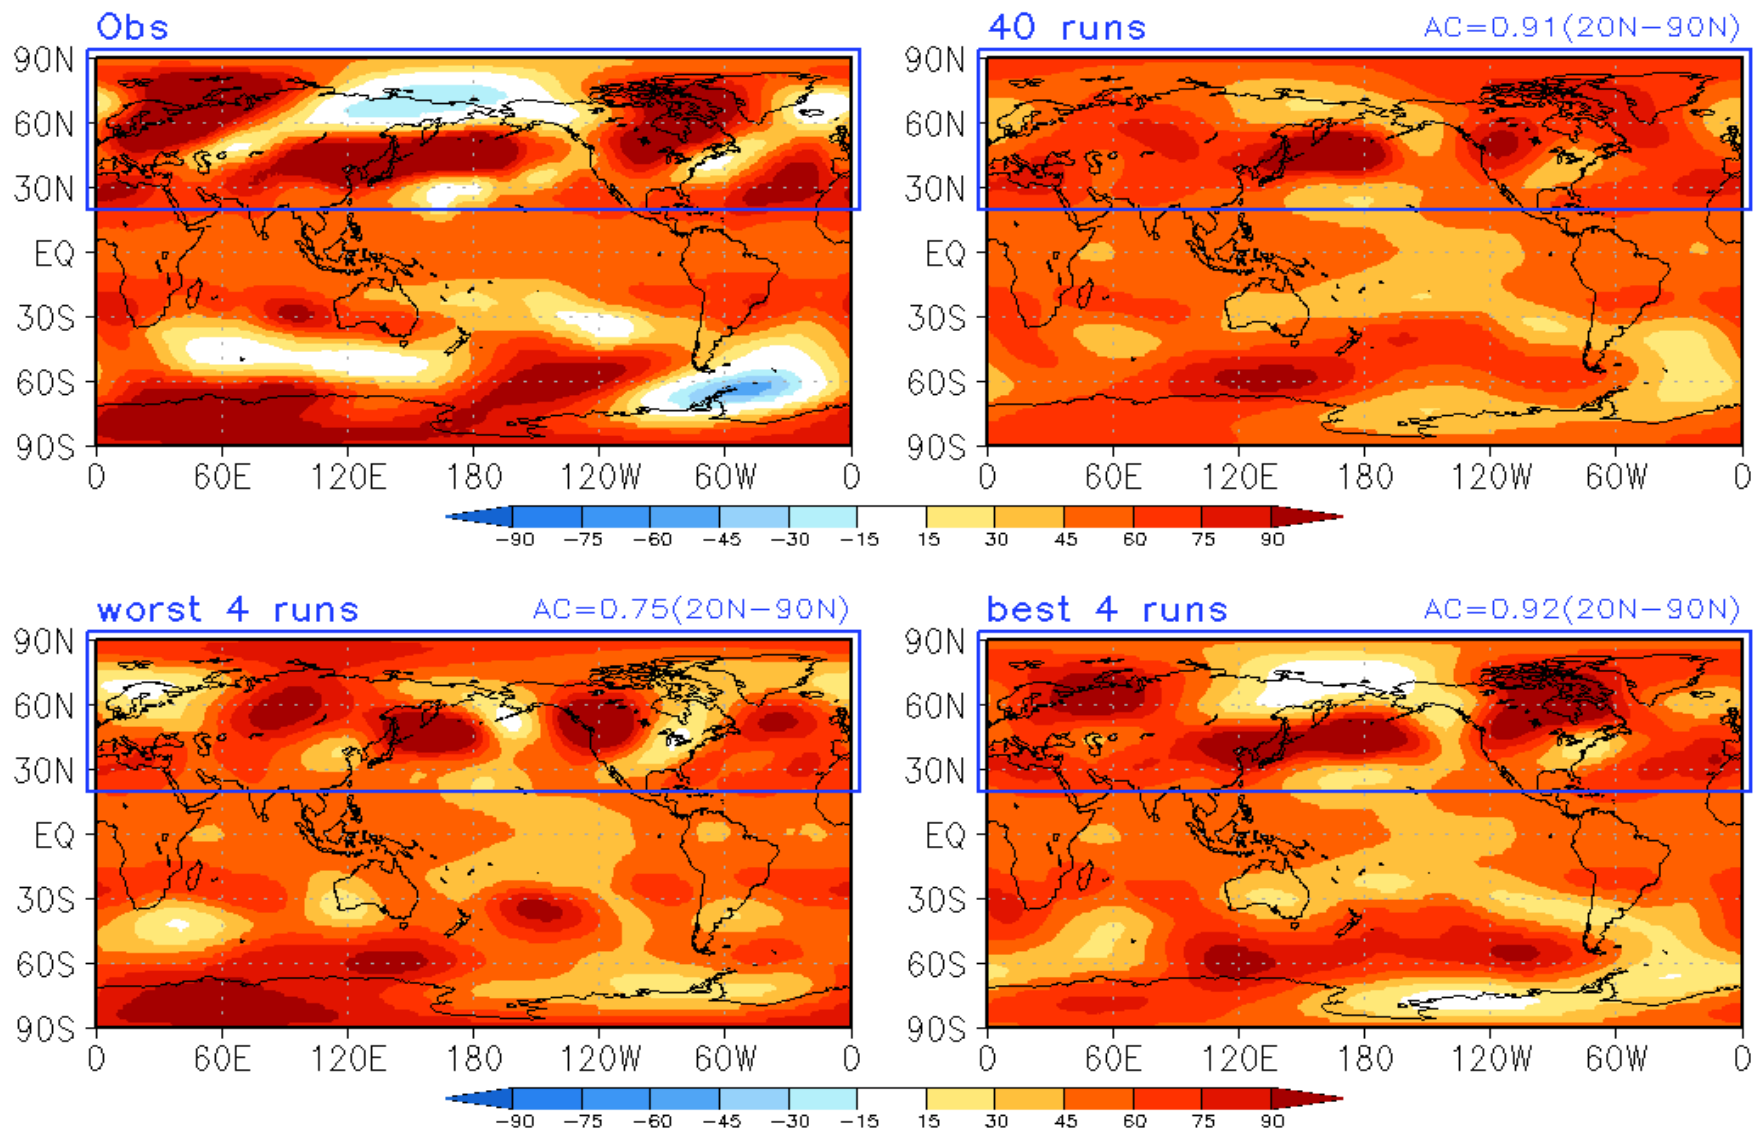 Obs
40 runs AC=0.91(20N−90N)
90N
60N
30N
EQ
30S
60S
90S
0 60E 120E 180 120W 60W 0
90N
60N
30N
EQ
30S
60S
90S
0 60E 120E 180 120W 60W 0
−90 −75 −60 −45 −30 −15 15 30 45 60 75 90
worst 4 runs AC=0.75(20N−90N)
best 4 runs AC=0.92(20N−90N)
90N
60N
30N
EQ
30S
60S
90S
0 60E 120E 180 120W 60W 0
90N
60N
30N
EQ
30S
60S
90S
0 60E 120E 180 120W 60W 0
−90 −75 −60 −45 −30 −15 15 30 45 60 75 90